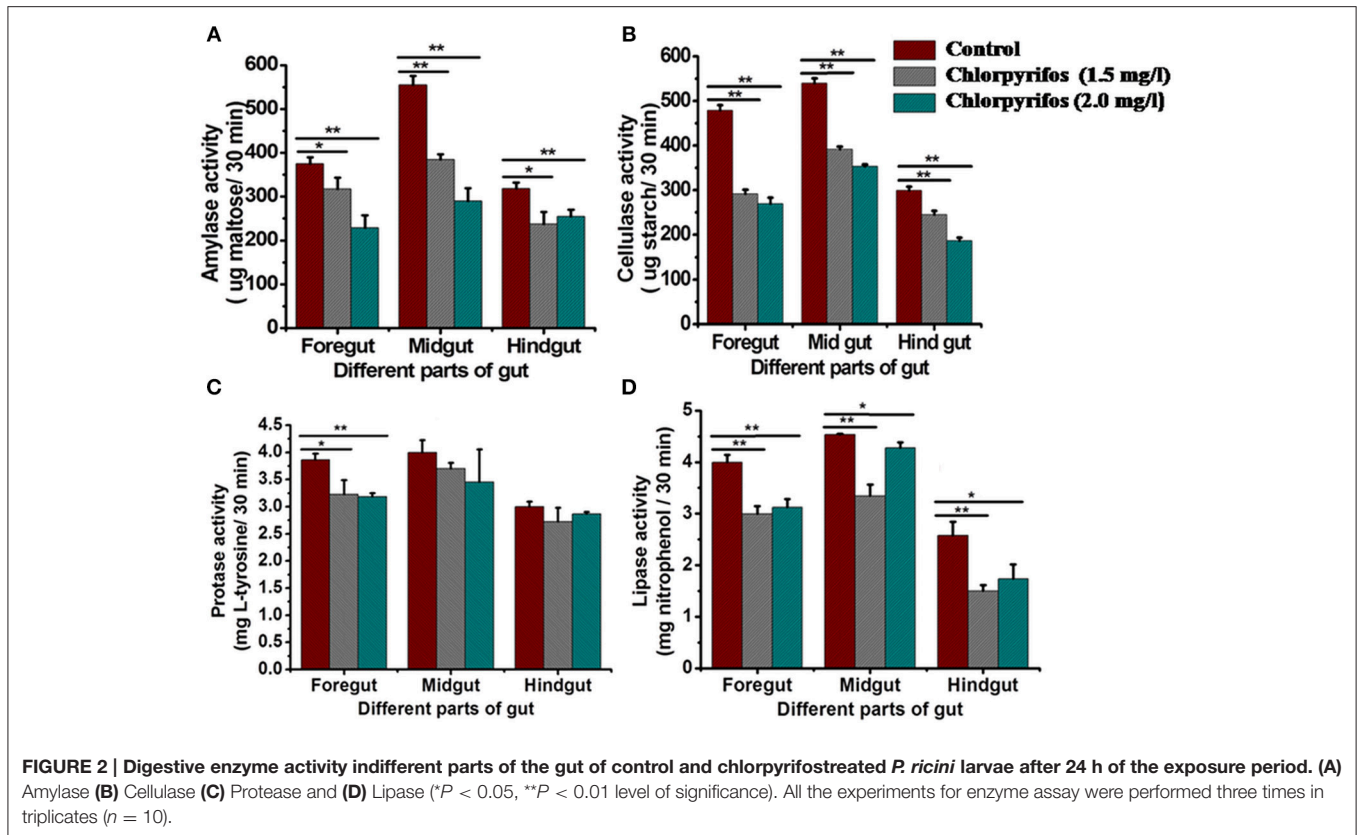 A
Amylase activity
( ug maltose/ 30 min)
600
500
400
300
200
100
0
**
*
**
**
**
*
Foregut Midgut Hindgut
Different parts of gut
B
Cellulase activity
( ug starch/ 30 min)
600
500
400
300
200
100
0
**
**
**
**
**
**
Foregut Mid gut Hind gut
Different parts of gut
Control
Chlorpyrifos (1.5 mg/l)
Chlorpyrifos (2.0 mg/l)
C
Protase activity
(mg L-tyrosine/ 30 min)
4.5
4.0
3.5
3.0
2.5
2.0
1.5
1.0
0.5
0.0
**
*
Foregut Midgut Hindgut
Different parts of gut
D
Lipase activity
(mg nitrophenol / 30 min)
5
4
3
2
1
0
**
**
*
**
*
**
Foregut Midgut Hindgut
Different parts of gut
FIGURE 2 | Digestive enzyme activity indifferent parts of the gut of control and chlorpyrifostreated P. ricini larvae after 24 h of the exposure period. (A)
Amylase (B) Cellulase (C) Protease and (D) Lipase (*P < 0.05, **P < 0.01 level of significance). All the experiments for enzyme assay were performed three times in
triplicates (n = 10).